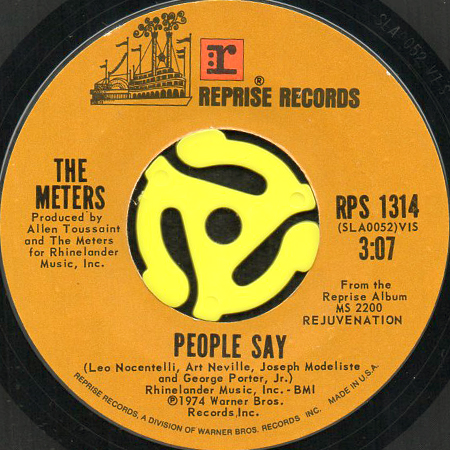 r
®
REPRISE RECORDS
THE
METERS
Produced by
Allen Toussaint
and The Meters
for Rhinelander
Music, Inc.
RPS 1314
(SLA0052)VIS
3:07
From the
Reprise Album
MS 2200
REJUVENATION
PEOPLE SAY
(Leo Nocentelli, Art Neville, Joseph Modeliste
and George Porter, Jr.)
Rhinelander Music, Inc. - BMI
℗1974 Warner Bros.
Records,Inc.
REPRISE RECORDS, A DIVISION OF WARNER BROS. RECORDS INC. MADE IN U.S.A.